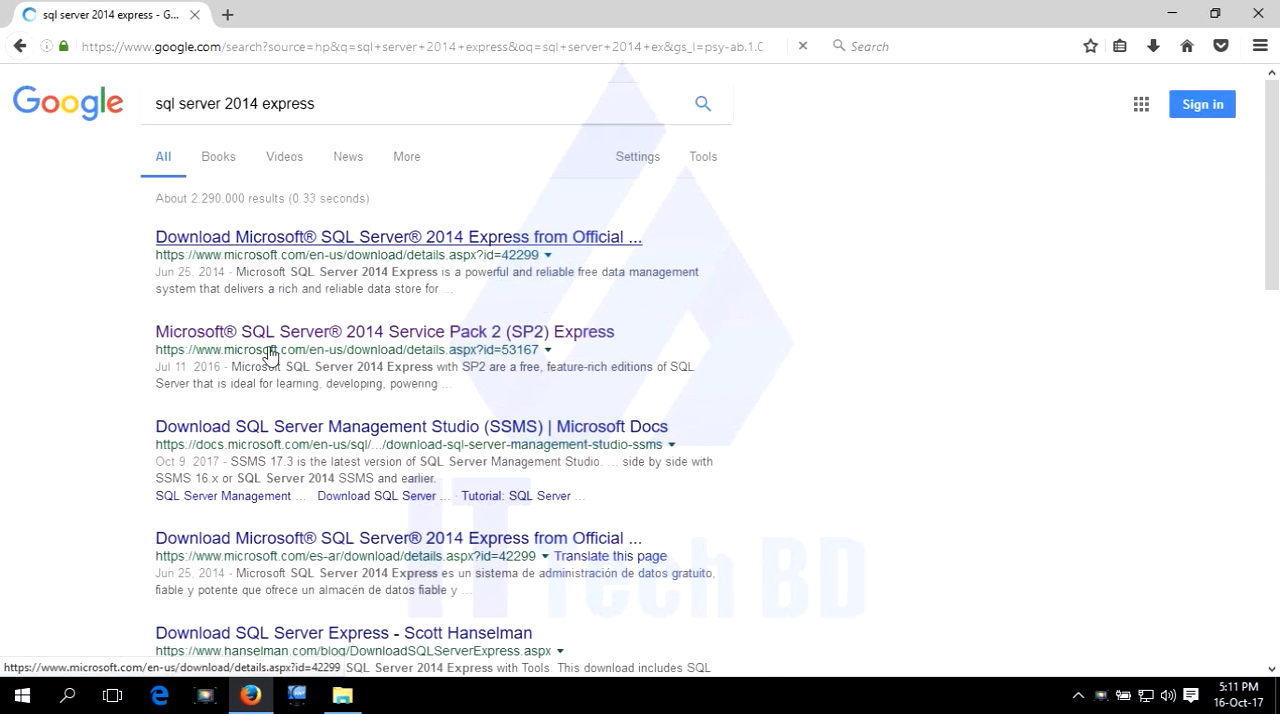 sql server 2014 express - G...
https://www.google.com/search?source=hp&q=sql+server+2014+express&oq=sql+server+2014+ex&gs_l=psy-ab.1.0
Search
Google
sql server 2014 express
Sign in
All Books Videos News More Settings Tools
About 2,290,000 results (0.33 seconds)
Download Microsoft® SQL Server® 2014 Express from Official ...
https://www.microsoft.com/en-us/download/details.aspx?id=42299
Jun 25, 2014 - Microsoft SQL Server 2014 Express is a powerful and reliable free data management
system that delivers a rich and reliable data store for ...
Microsoft® SQL Server® 2014 Service Pack 2 (SP2) Express
https://www.microsoft.com/en-us/download/details.aspx?id=53167
Jul 11, 2016 - Microsoft SQL Server 2014 Express with SP2 are a free, feature-rich editions of SQL
Server that is ideal for learning, developing, powering ...
Download SQL Server Management Studio (SSMS) | Microsoft Docs
https://docs.microsoft.com/en-us/sql/.../download-sql-server-management-studio-ssms
Oct 9, 2017 - SSMS 17.3 is the latest version of SQL Server Management Studio. ... side by side with
SSMS 16.x or SQL Server 2014 SSMS and earlier.
SQL Server Management ... Download SQL Server ... Tutorial: SQL Server ...
Download Microsoft® SQL Server® 2014 Express from Official ...
https://www.microsoft.com/es-ar/download/details.aspx?id=42299 Translate this page
Jun 25, 2014 - Microsoft SQL Server 2014 Express es un sistema de administración de datos gratuito,
fiable y potente que ofrece un almacén de datos fiable y ...
IT Tech BD
Download SQL Server Express - Scott Hanselman
https://www.hanselman.com/blog/DownloadSQLServerExpress.aspx
https://www.microsoft.com/en-us/download/details.aspx?id=42299 SQL Server 2014 Express with Tools. This download includes SQL
5:11 PM
16-Oct-17